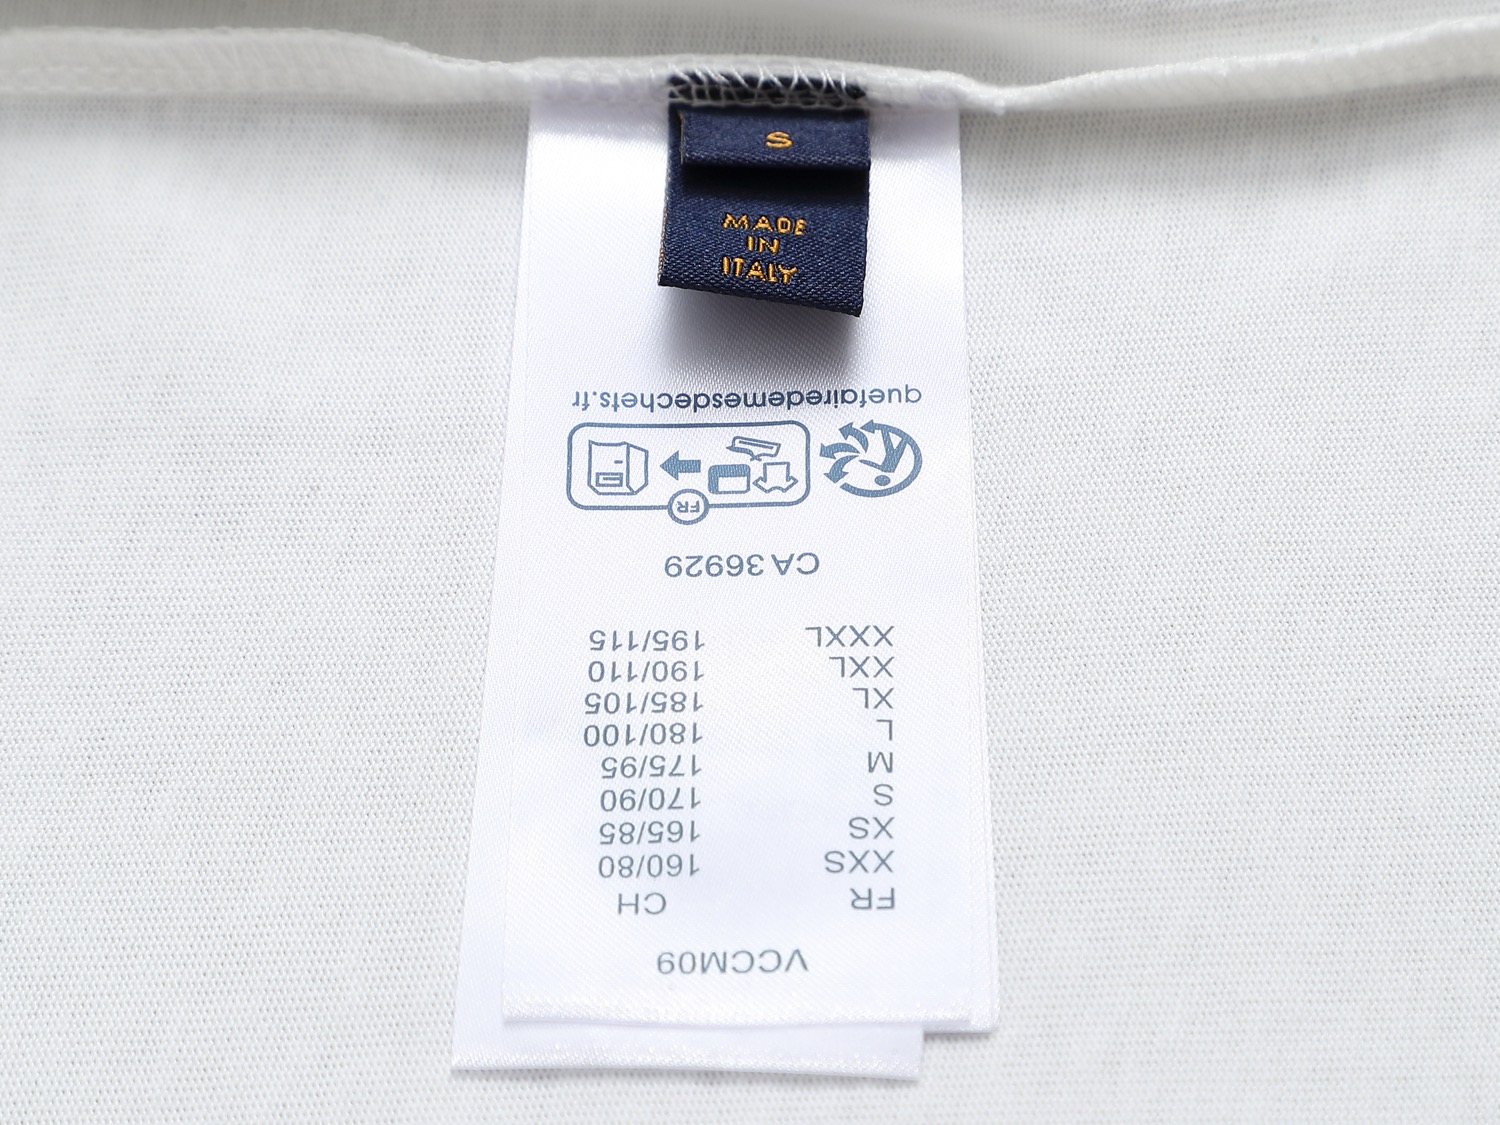 S
MADE
IN
ITALY
VCCM09
FR CH
XXS 160/80
XS 165/85
S 170/90
M 175/95
L 180/100
XL 185/105
XXL 190/110
XXXL 195/115
CA 36929
FR
quefairedemesdechets.fr